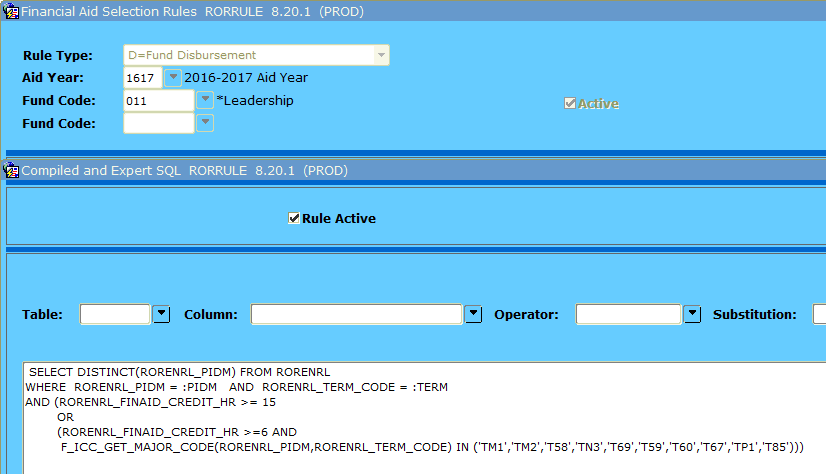 Financial Aid Selection Rules RORRULE 8.20.1 (PROD)
Rule Type: D=Fund Disbursement
Aid Year: 1617 2016-2017 Aid Year
Fund Code: 011 *Leadership
Active
Fund Code:
Compiled and Expert SQL RORRULE 8.20.1 (PROD)
Rule Active
Table: Column: Operator: Substitution:
SELECT DISTINCT(RORENRL_PIDM) FROM RORENRL
WHERE RORENRL_PIDM = :PIDM AND RORENRL_TERM_CODE = :TERM
AND (RORENRL_FINAID_CREDIT_HR >= 15
OR
(RORENRL_FINAID_CREDIT_HR >=6 AND
F_ICC_GET_MAJOR_CODE(RORENRL_PIDM,RORENRL_TERM_CODE) IN ('TM1','TM2','T58','TN3','T69','T59','T60','T67','TP1','T85')))